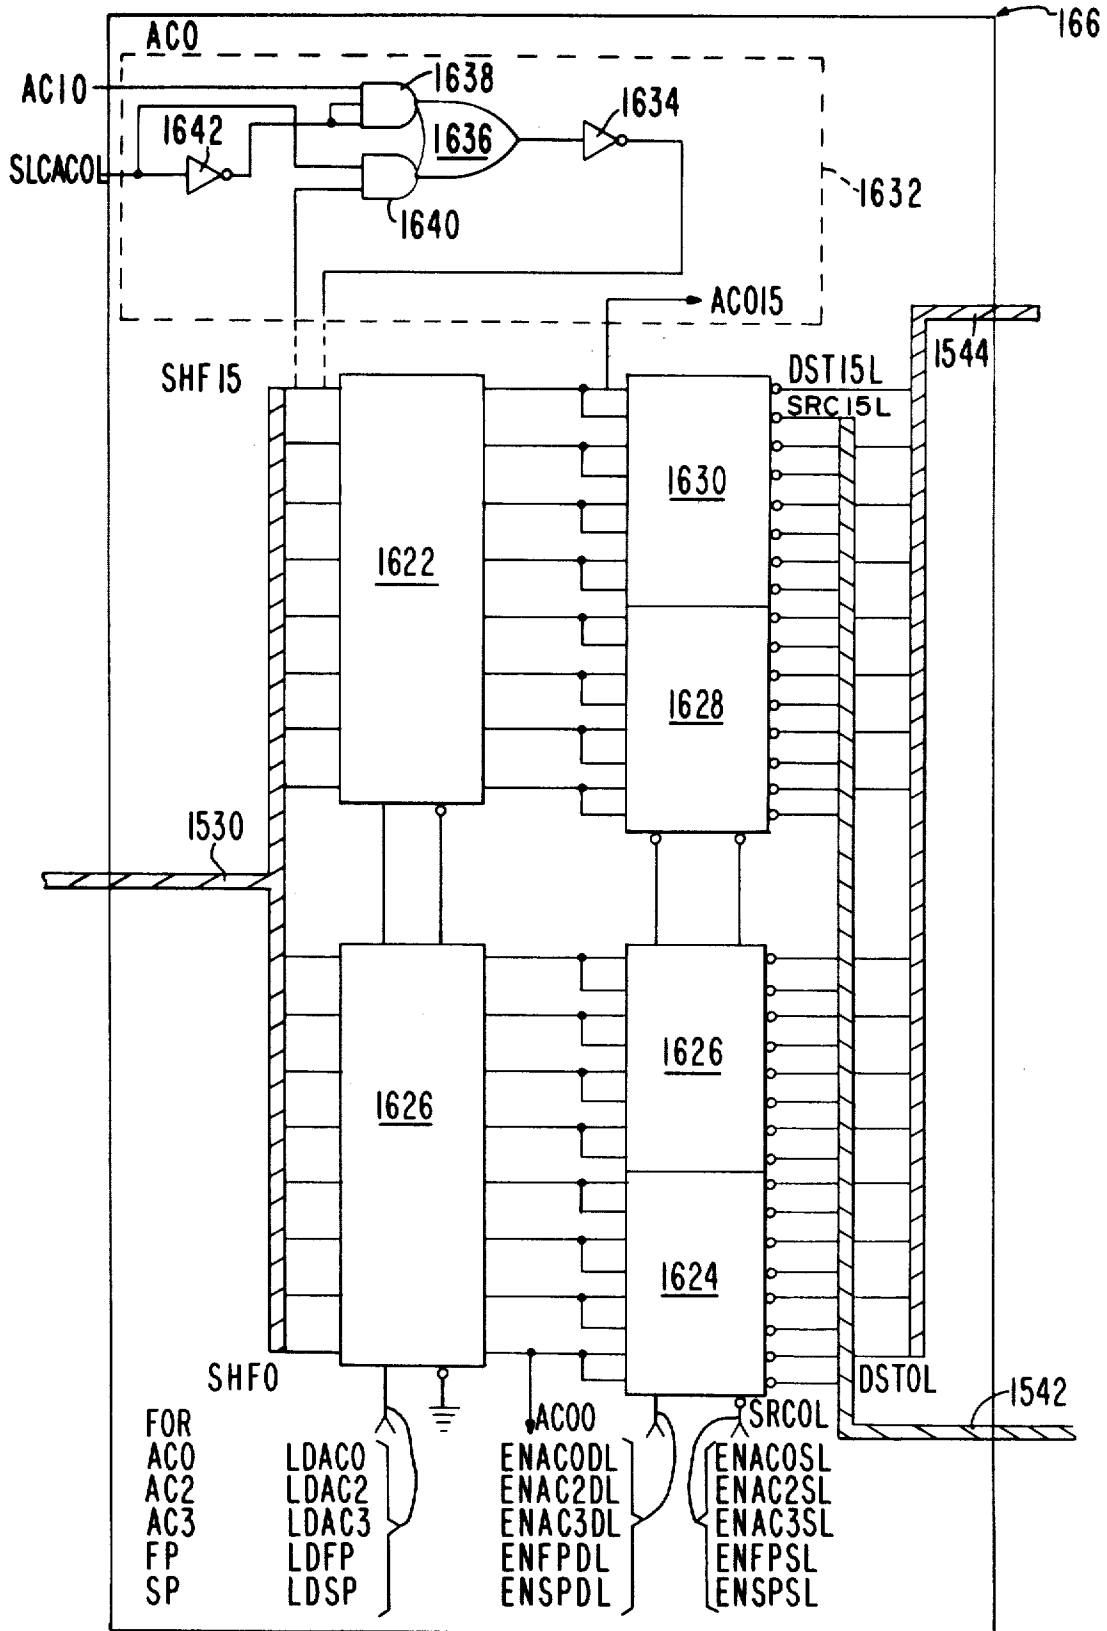 166
AC0
AC10
1638
1634
1642
1636
SLCAC0L
1640
1632
AC015
1544
SHF15
DST15L
SRC15L
1630
1622
1628
1530
1626
1626
1624
SHF0
DST0L
1542
AC00
SRC0L
FOR
AC0 LDAC0 ENAC0DL ENAC0SL
AC2 LDAC2 ENAC2DL ENAC2SL
AC3 LDAC3 ENAC3DL ENAC3SL
FP LDFP ENFPDL ENFPSL
SP LDSP ENSPDL ENSPSL